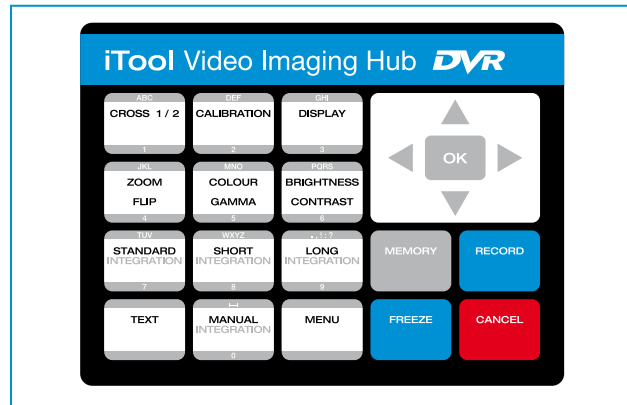 iTool Video Imaging Hub DVR
ABC
CROSS 1 / 2
1
DEF
CALIBRATION
2
GHI
DISPLAY
3
OK
JKL
ZOOM
FLIP
4
MNO
COLOUR
GAMMA
5
PQRS
BRIGHTNESS
CONTRAST
6
TUV
STANDARD
INTEGRATION
7
WXYZ
SHORT
INTEGRATION
8
. , ! : ?
LONG
INTEGRATION
9
MEMORY
RECORD
TEXT
MANUAL
INTEGRATION
0
MENU
FREEZE
CANCEL